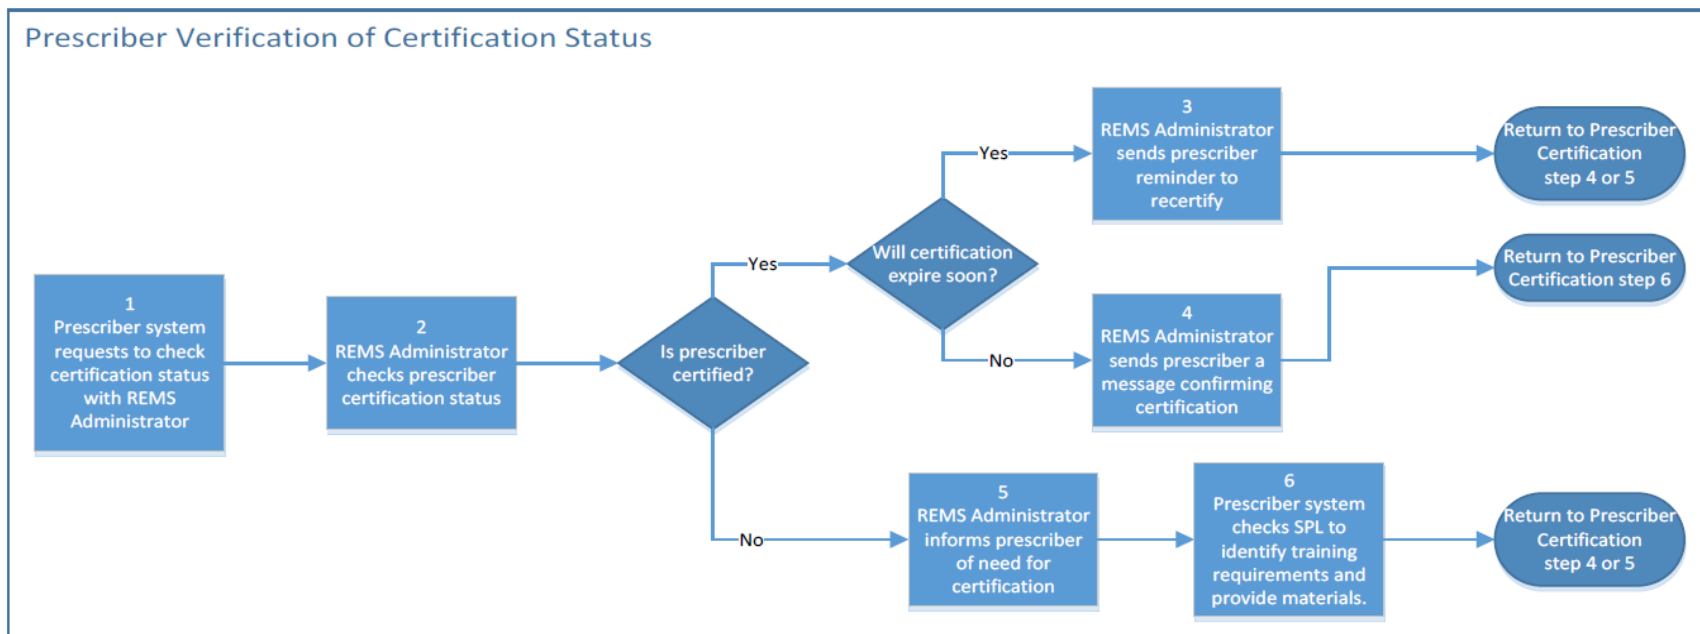 Prescriber Verification of Certification Status
1
Prescriber system
requests to check
certification status
with REMS
Administrator
2
REMS Administrator
checks prescriber
certification status
Is prescriber
certified?
Yes
Will certification
expire soon?
Yes
3
REMS Administrator
sends prescriber
reminder to
recertify
Return to Prescriber
Certification
step 4 or 5
No
4
REMS Administrator
sends prescriber a
message confirming
certification
Return to Prescriber
Certification step 6
No
5
REMS Administrator
informs prescriber
of need for
certification
6
Prescriber system
checks SPL to
identify training
requirements and
provide materials.
Return to Prescriber
Certification
step 4 or 5